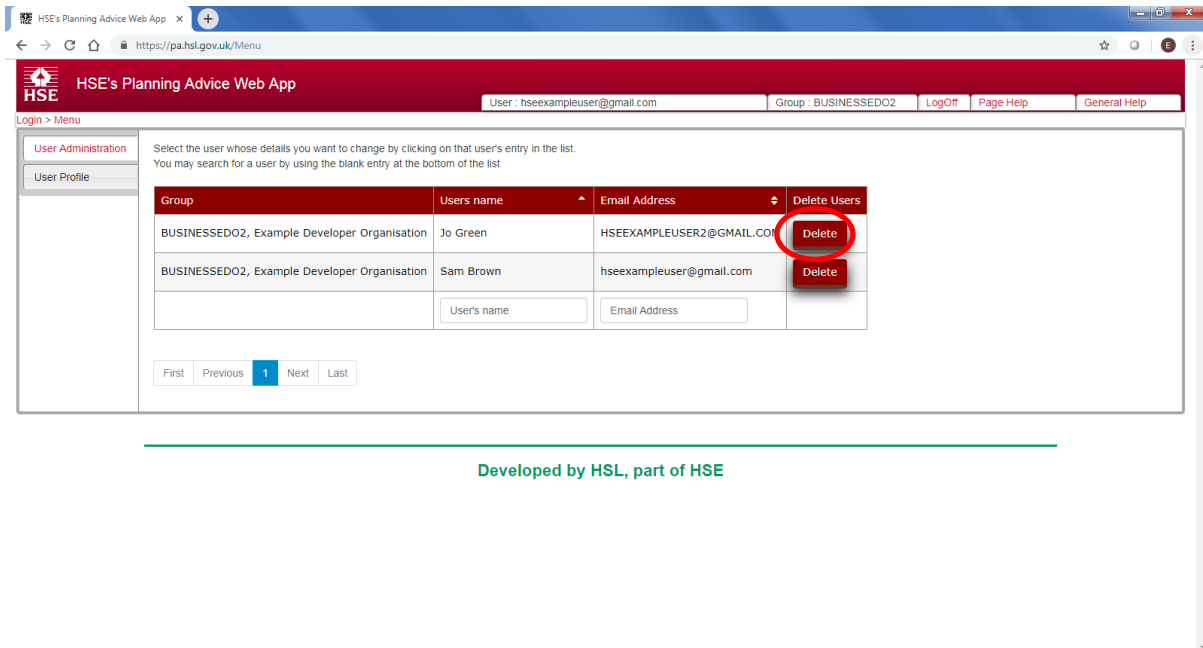 HSE's Planning Advice Web App
https://pa.hsl.gov.uk/Menu
E
HSE
HSE's Planning Advice Web App
User : hseexampleuser@gmail.com
Group : BUSINESSEDO2
LogOff
Page Help
General Help
Login > Menu
User Administration
User Profile
Select the user whose details you want to change by clicking on that user's entry in the list.
You may search for a user by using the blank entry at the bottom of the list
Group Users name Email Address Delete Users
BUSINESSEDO2, Example Developer Organisation Jo Green HSEEXAMPLEUSER2@GMAIL.COM Delete
BUSINESSEDO2, Example Developer Organisation Sam Brown hseexampleuser@gmail.com Delete
User's name Email Address
First Previous 1 Next Last
Developed by HSL, part of HSE